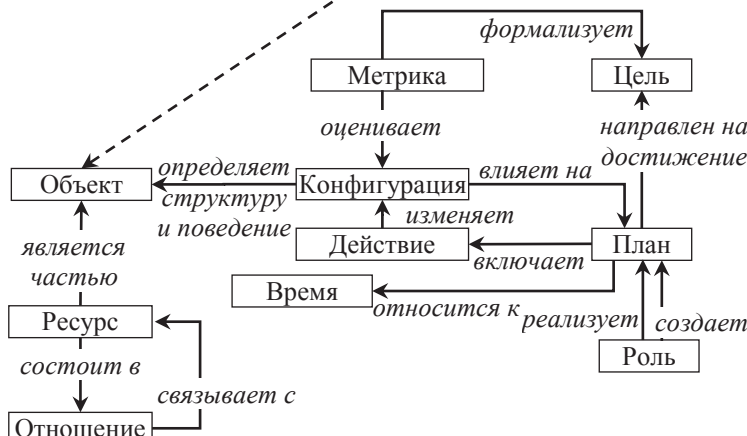 формализует
Метрика
Цель
оценивает
направлен на
достижение
определяет
влияет на
Объект
Конфигурация
структуру
изменяет
и поведение
Действие
План
является
частью
включает
Время
относится к
Ресурс
реализует
создает
состоит в
Роль
связывает с
Отношение